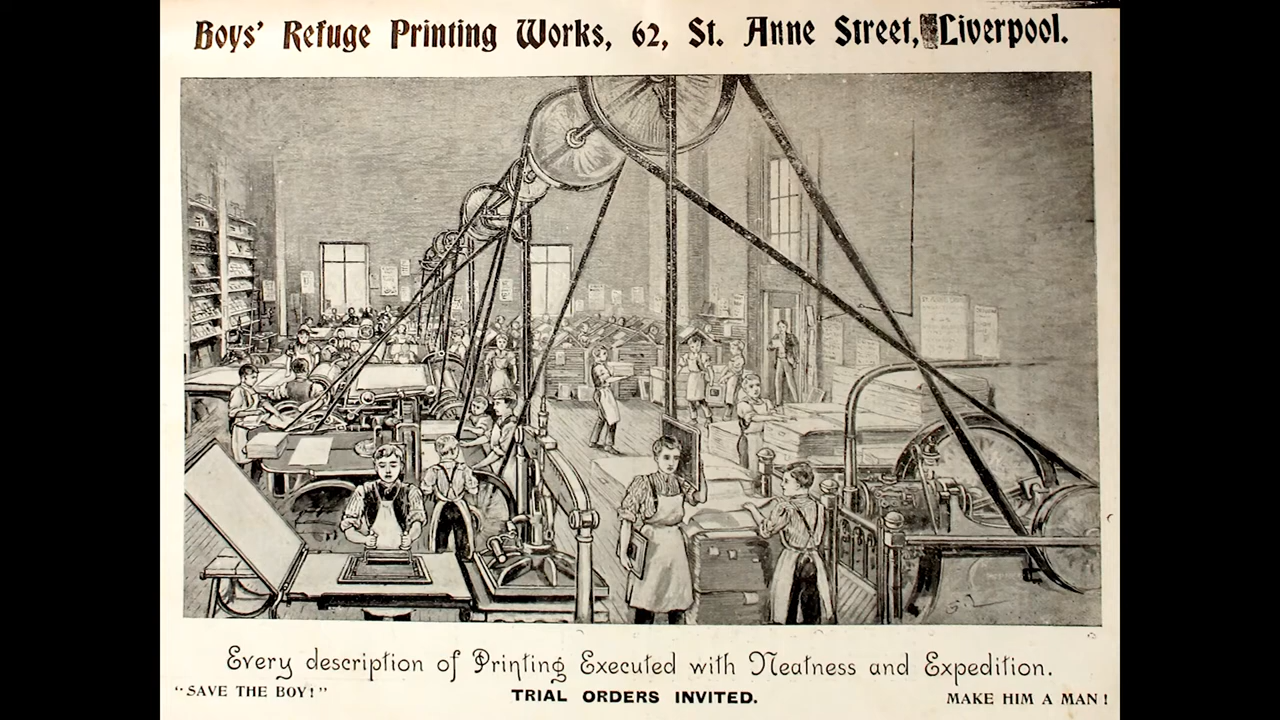 Boys' Refuge Printing Works, 62, St. Anne Street, Liverpool.
Every description of Printing Executed with Neatness and Expedition.
"SAVE THE BOY!" TRIAL ORDERS INVITED. MAKE HIM A MAN!